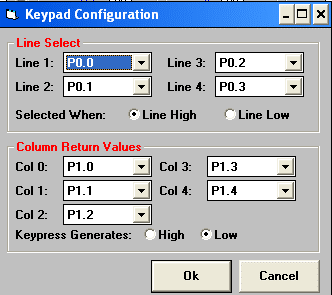 Keypad Configuration
Line Select
Line 1: P0.0 Line 3: P0.2
Line 2: P0.1 Line 4: P0.3
Selected When: Line High Line Low
Column Return Values
Col 0: P1.0 Col 3: P1.3
Col 1: P1.1 Col 4: P1.4
Col 2: P1.2
Keypress Generates: High Low
Ok Cancel